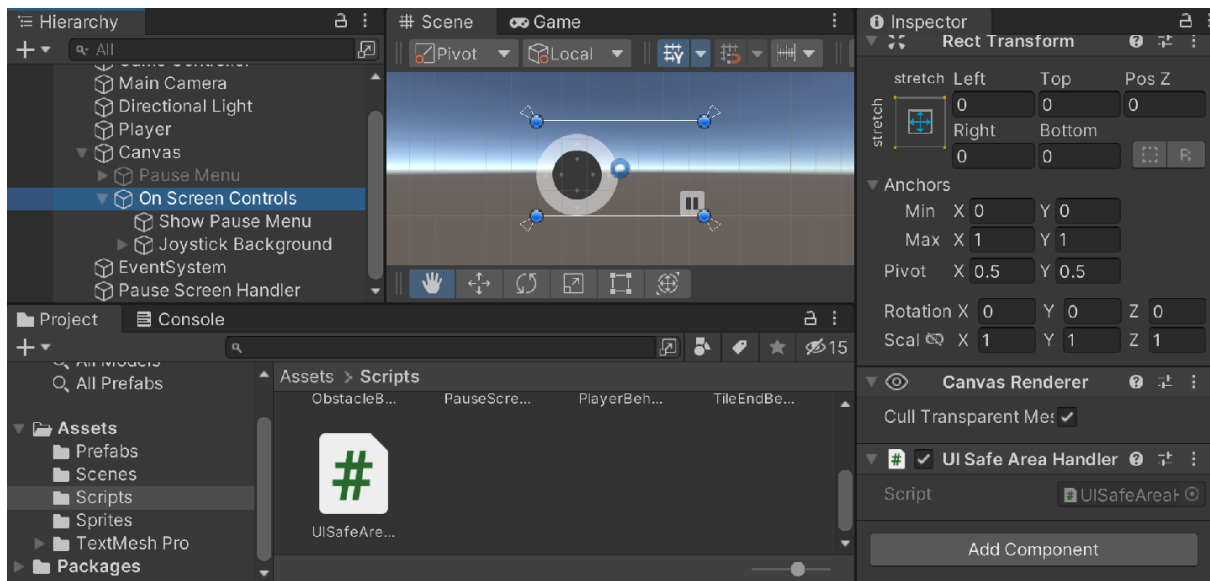 Hierarchy
All
Main Camera
Directional Light
Player
Canvas
Pause Menu
On Screen Controls
Show Pause Menu
Joystick Background
EventSystem
Pause Screen Handler
Scene
Game
Pivot
Local
Inspector
Rect Transform
stretch
Left
Top
Pos Z
stretch
0
0
0
Right
Bottom
0
0
R
Anchors
Min X 0 Y 0
Max X 1 Y 1
Pivot X 0.5 Y 0.5
Rotation X 0 Y 0 Z 0
Scal X 1 Y 1 Z 1
Canvas Renderer
Cull Transparent Mes
UI Safe Area Handler
Script
UISafeAreaH
Add Component
Project
Console
15
All Prefabs
Assets
Prefabs
Scenes
Scripts
Sprites
TextMesh Pro
Packages
Assets > Scripts
ObstacleB...
PauseScre...
PlayerBeh...
TileEndBe...
#
UISafeAre...